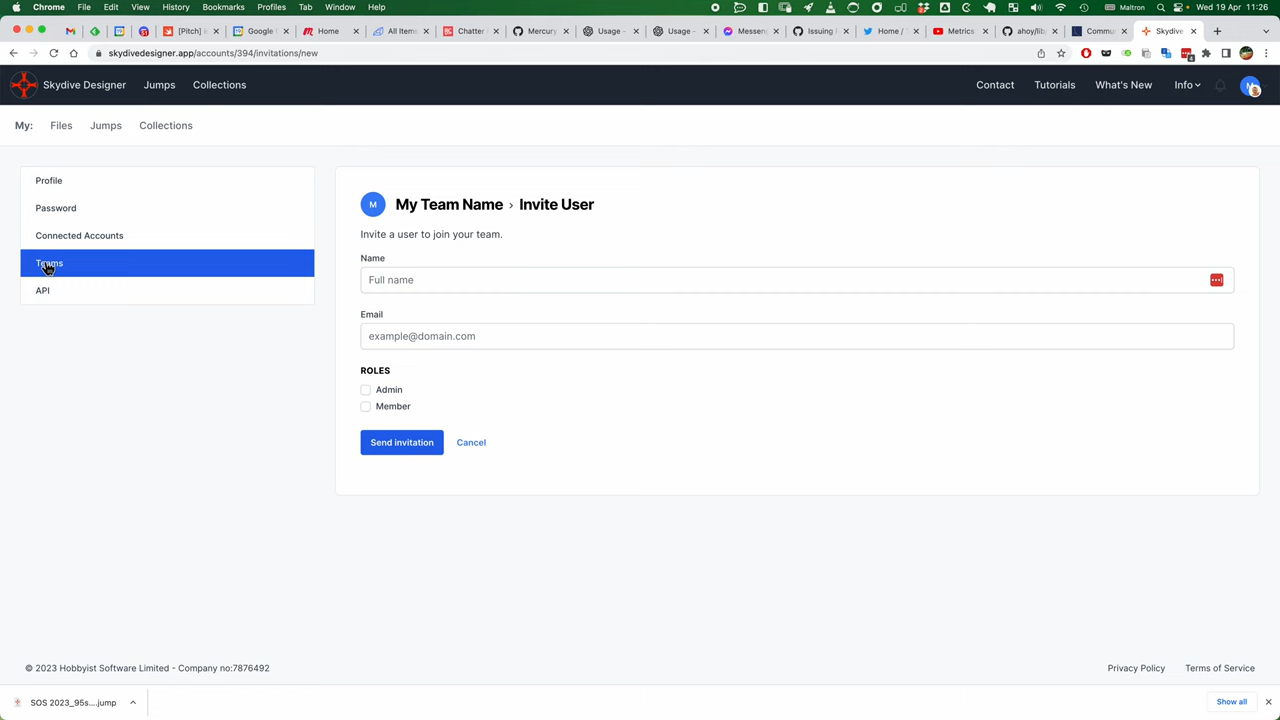 Chrome File Edit View History Bookmarks Profiles Tab Window Help Maltron Wed 19 Apr 11:26
[Pitch] I Google Home All Items Chatter Mercury Usage - Usage - Messeng Issuing Home / Metrics ahoy/lib Commu Skydive
skydivedesigner.app/accounts/394/invitations/new
Skydive Designer Jumps Collections Contact Tutorials What's New Info M
My: Files Jumps Collections
Profile
Password
Connected Accounts
Teams
API
M My Team Name › Invite User
Invite a user to join your team.
Name
Full name
Email
example@domain.com
ROLES
Admin
Member
Send invitation Cancel
© 2023 Hobbyist Software Limited - Company no:7876492 Privacy Policy Terms of Service
SOS 2023_95s....jump Show all